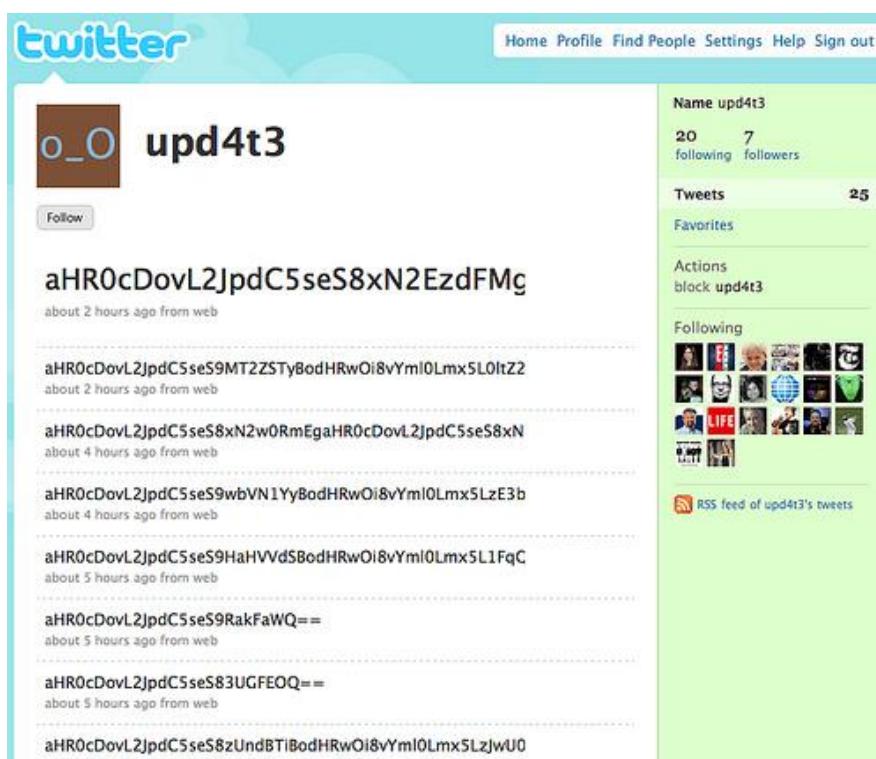 twitter
Home Profile Find People Settings Help Sign out
o_O
upd4t3
Follow
aHR0cDovL2JpdC5seS8xN2EzdFMg
about 2 hours ago from web
aHR0cDovL2JpdC5seS9MT2ZSTyBodHRwOi8vYml0Lmx5L0ltZ2
about 2 hours ago from web
aHR0cDovL2JpdC5seS8xN2w0RmEgaHR0cDovL2JpdC5seS8xN
about 4 hours ago from web
aHR0cDovL2JpdC5seS9wbVN1YyBodHRwOi8vYml0Lmx5LzE3b
about 4 hours ago from web
aHR0cDovL2JpdC5seS9HaHVVdSBodHRwOi8vYml0Lmx5L1FqC
about 5 hours ago from web
aHR0cDovL2JpdC5seS9RakFaWQ==
about 5 hours ago from web
aHR0cDovL2JpdC5seS83UGFEOQ==
about 5 hours ago from web
aHR0cDovL2JpdC5seS8zUndBTiBodHRwOi8vYml0Lmx5LzJwU0
Name upd4t3
20 7
following followers
Tweets 25
Favorites
Actions
block upd4t3
Following
LIFE
RSS feed of upd4t3's tweets